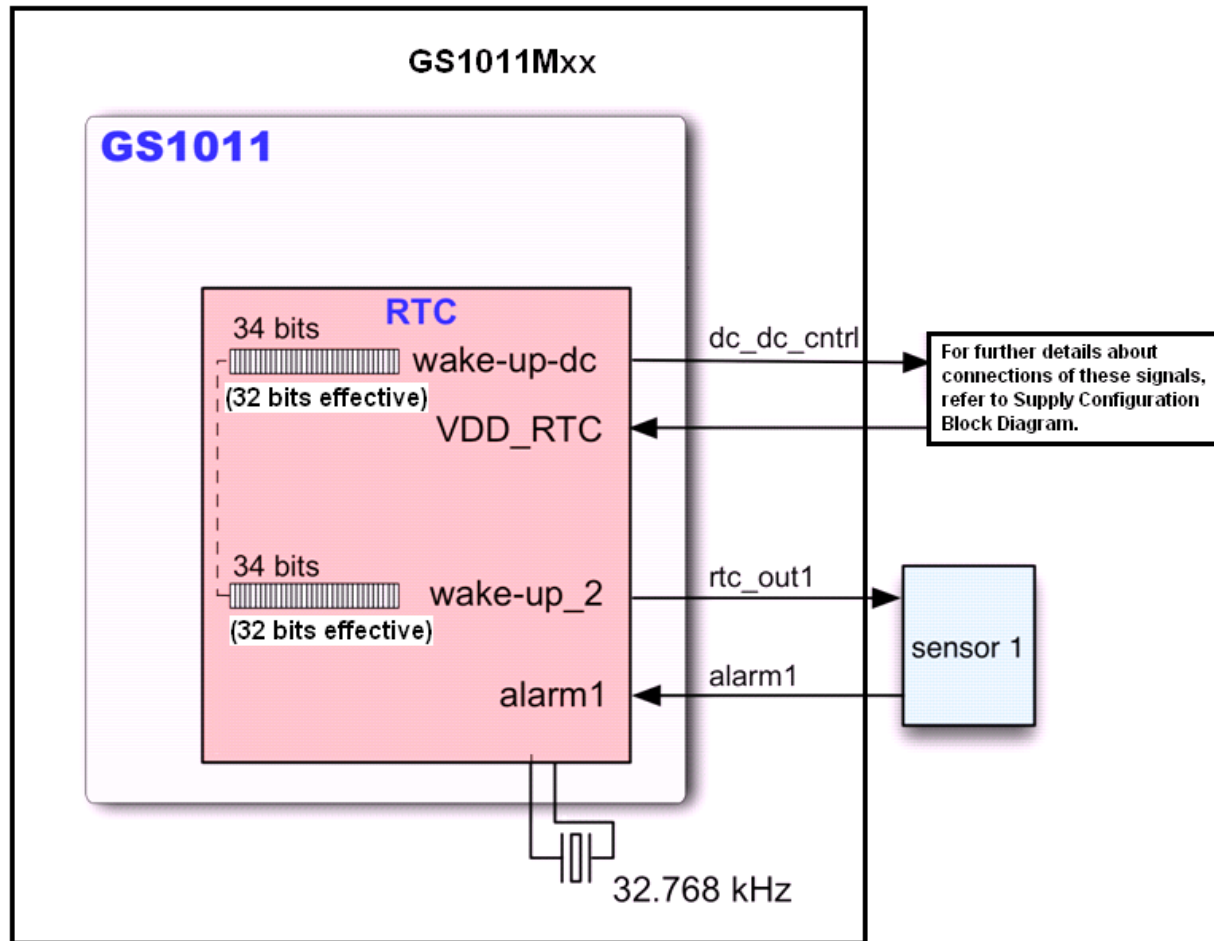 GS1011Mxx
GS1011
RTC
34 bits
wake-up-dc
(32 bits effective)
VDD_RTC
34 bits
wake-up_2
(32 bits effective)
alarm1
dc_dc_cntrl
For further details about
connections of these signals,
refer to Supply Configuration
Block Diagram.
rtc_out1
alarm1
sensor 1
32.768 kHz